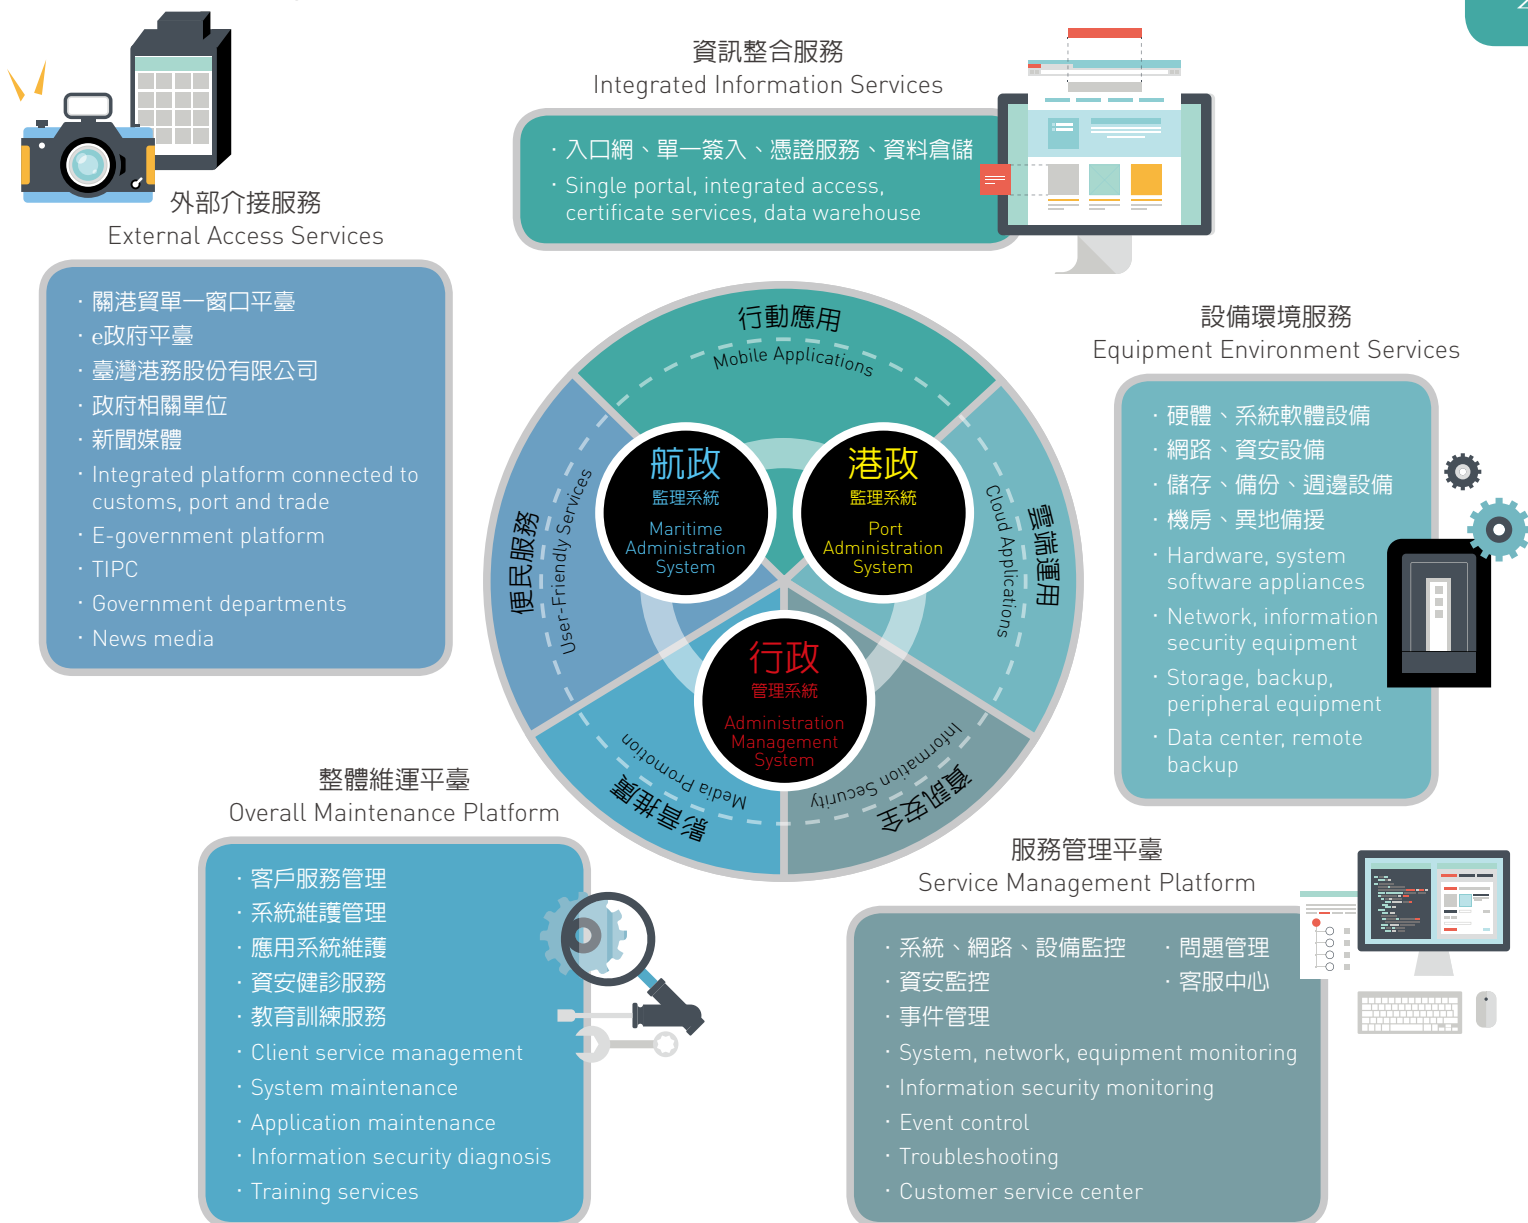 資訊整合服務
Integrated Information Services
· 入口網、單一簽入、憑證服務、資料倉儲
· Single portal, integrated access,
certificate services, data warehouse
外部介接服務
External Access Services
· 關港貿單一窗口平臺
· e政府平臺
· 臺灣港務股份有限公司
· 政府相關單位
· 新聞媒體
· Integrated platform connected to
customs, port and trade
· E-government platform
· TIPC
· Government departments
· News media
行動應用
Mobile Applications
便民服務
User-Friendly Services
雲端運用
Cloud Applications
影音推廣
Media Promotion
資訊安全
Information Security
航政
監理系統
Maritime
Administration
System
港政
監理系統
Port
Administration
System
行政
管理系統
Administration
Management
System
設備環境服務
Equipment Environment Services
· 硬體、系統軟體設備
· 網路、資安設備
· 儲存、備份、週邊設備
· 機房、異地備援
· Hardware, system
software appliances
· Network, information
security equipment
· Storage, backup,
peripheral equipment
· Data center, remote
backup
整體維運平臺
Overall Maintenance Platform
· 客戶服務管理
· 系統維護管理
· 應用系統維護
· 資安健診服務
· 教育訓練服務
· Client service management
· System maintenance
· Application maintenance
· Information security diagnosis
· Training services
服務管理平臺
Service Management Platform
· 系統、網路、設備監控
· 資安監控
· 事件管理
· 問題管理
· 客服中心
· System, network, equipment monitoring
· Information security monitoring
· Event control
· Troubleshooting
· Customer service center